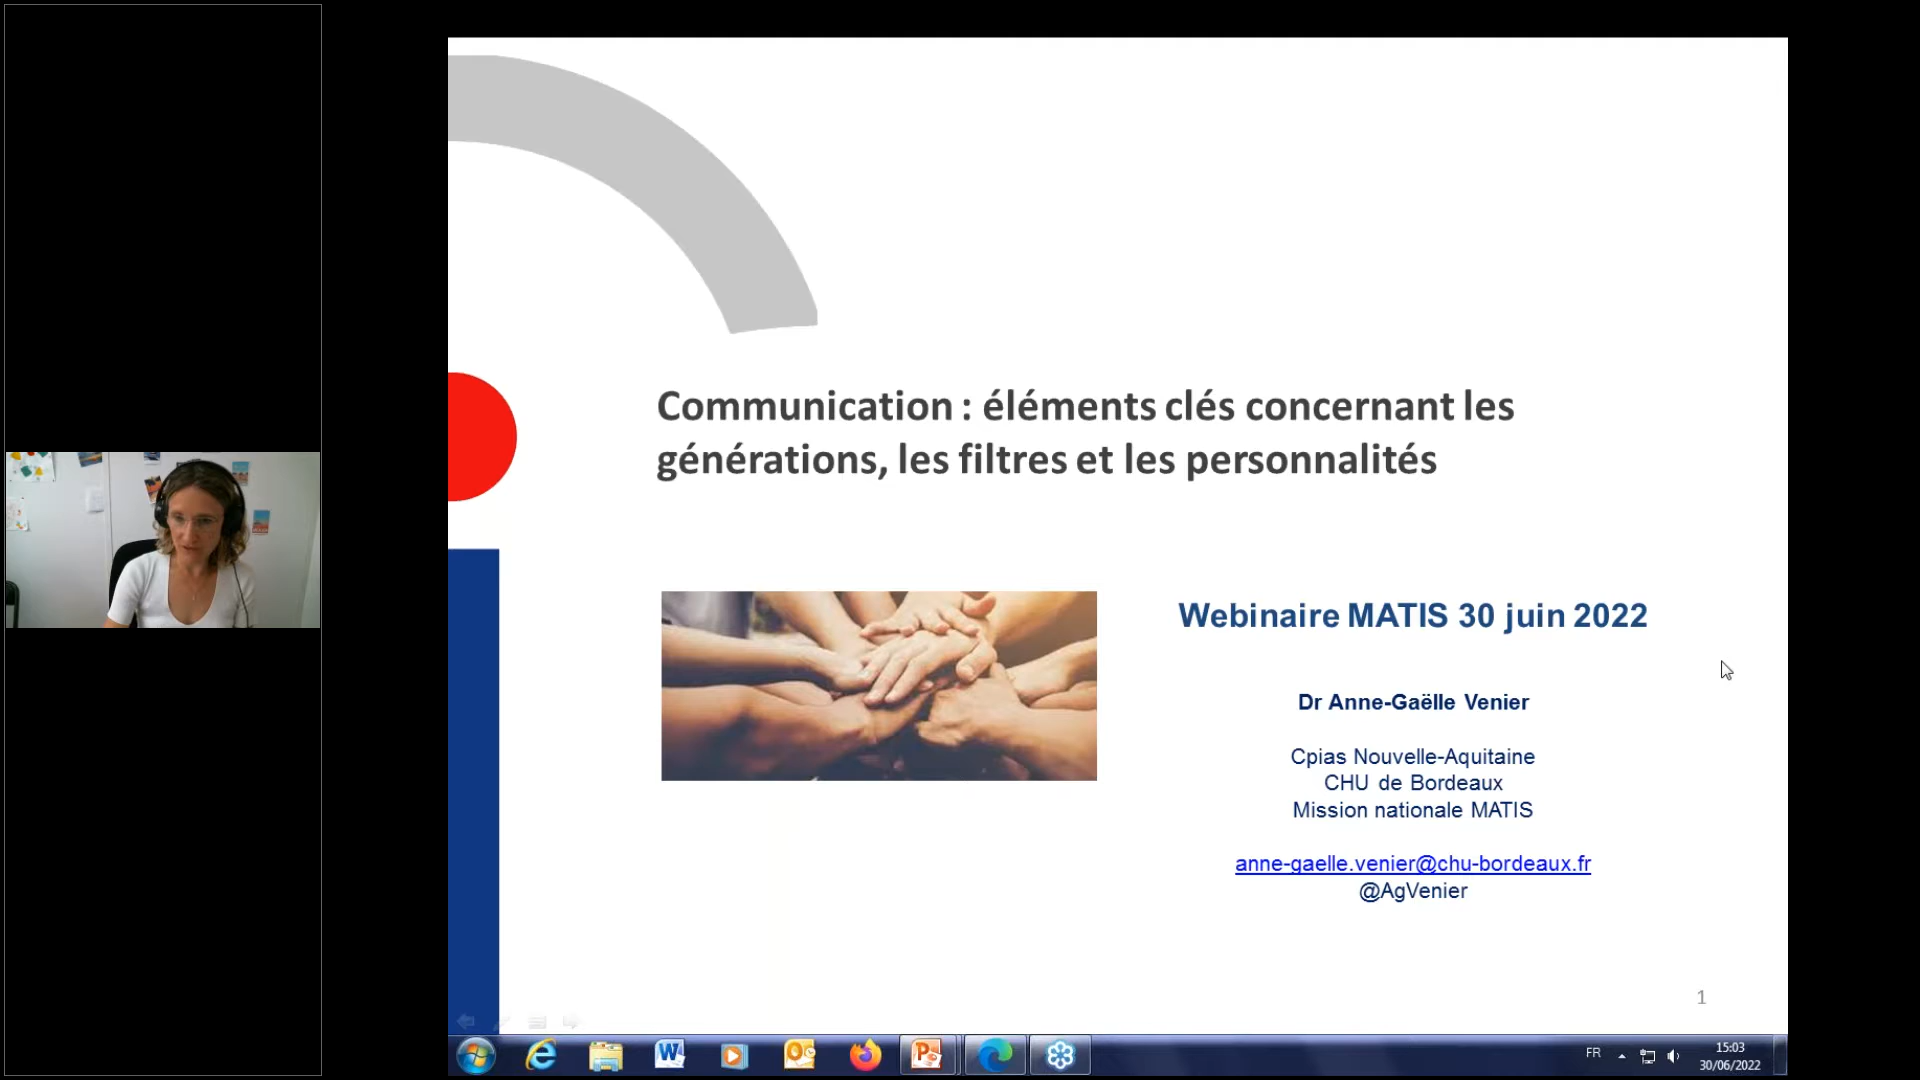 Communication : éléments clés concernant les
générations, les filtres et les personnalités
Webinaire MATIS 30 juin 2022
Dr Anne-Gaëlle Venier
Cpias Nouvelle-Aquitaine
CHU de Bordeaux
Mission nationale MATIS
anne-gaelle.venier@chu-bordeaux.fr
@AgVenier
1
FR
15:03
30/06/2022